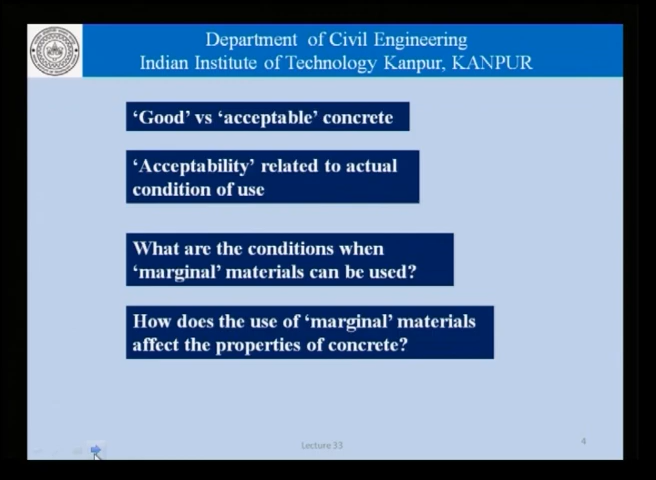 Department of Civil Engineering
Indian Institute of Technology Kanpur, KANPUR
‘Good’ vs ‘acceptable’ concrete
‘Acceptability’ related to actual
condition of use
What are the conditions when
‘marginal’ materials can be used?
How does the use of ‘marginal’ materials
affect the properties of concrete?
Lecture 33
4